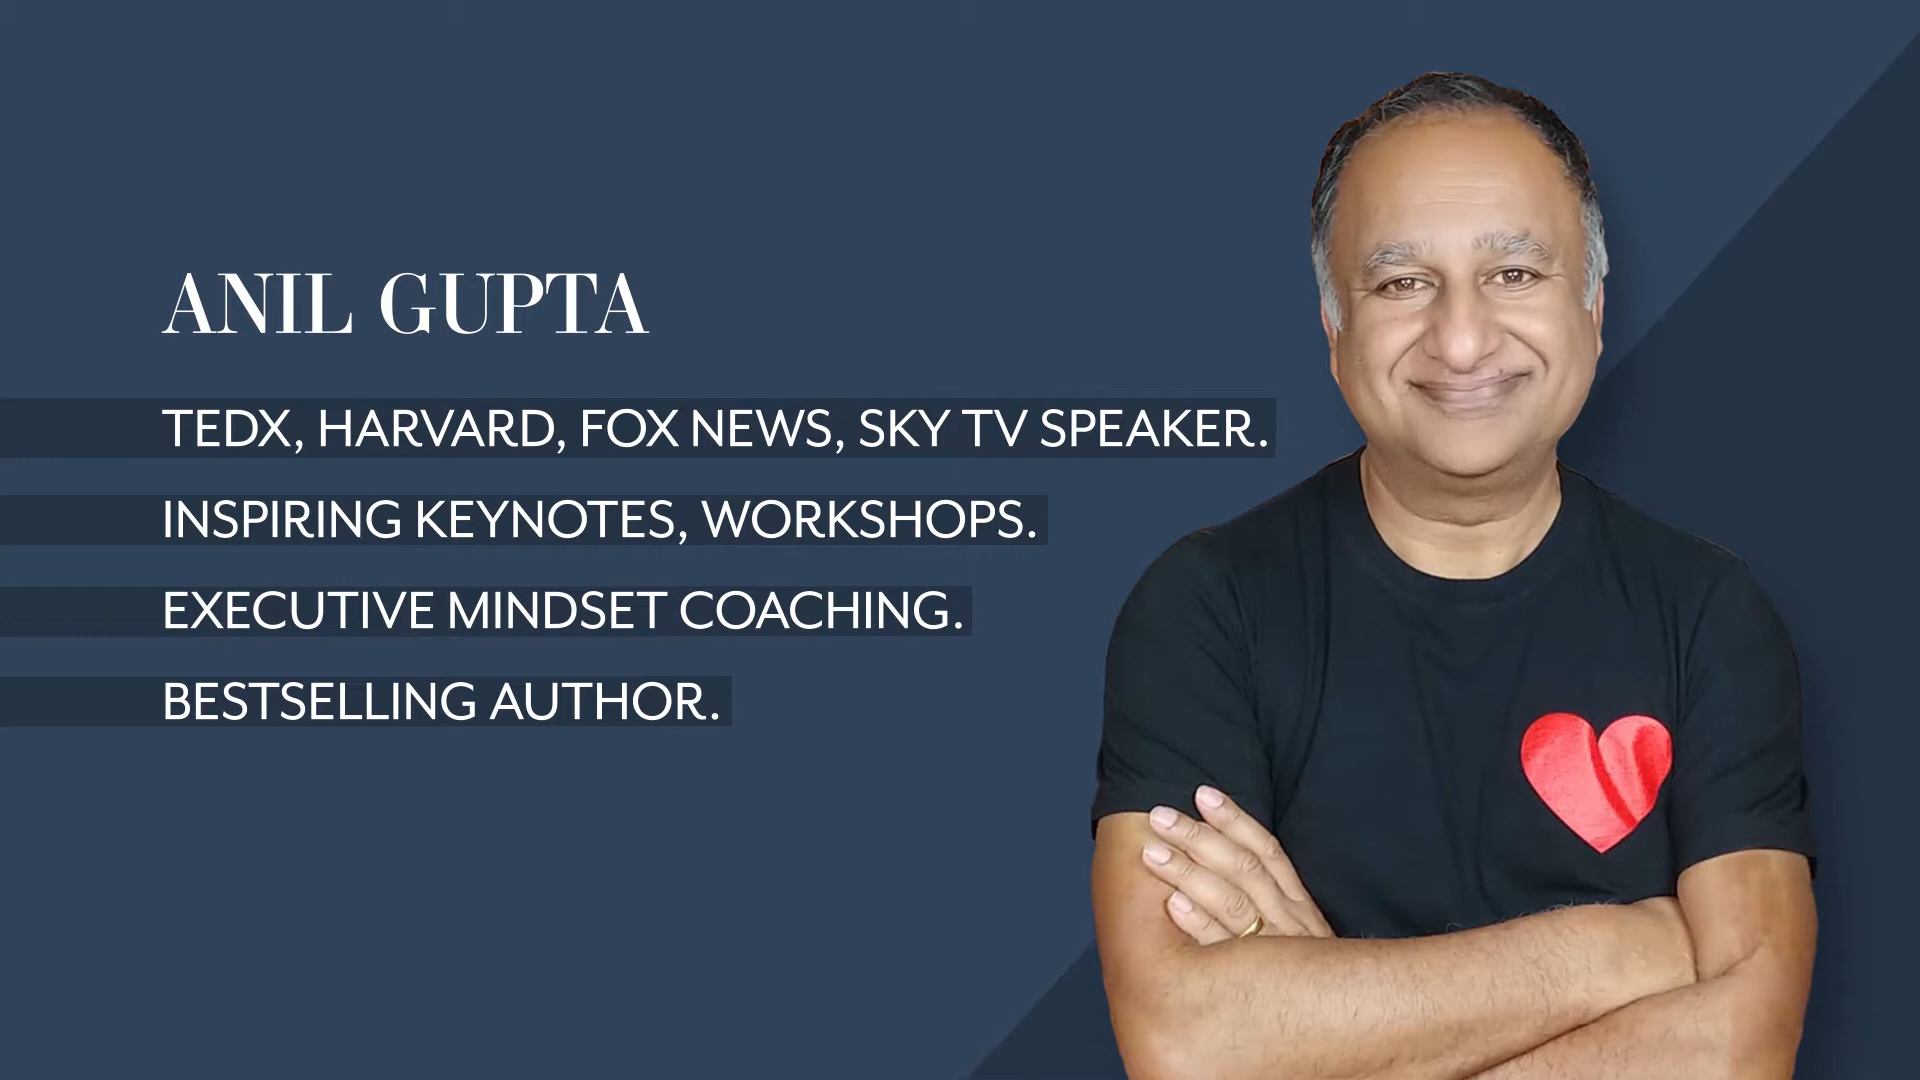 ANIL GUPTA
TEDX, HARVARD, FOX NEWS, SKY TV SPEAKER.
INSPIRING KEYNOTES, WORKSHOPS.
EXECUTIVE MINDSET COACHING.
BESTSELLING AUTHOR.